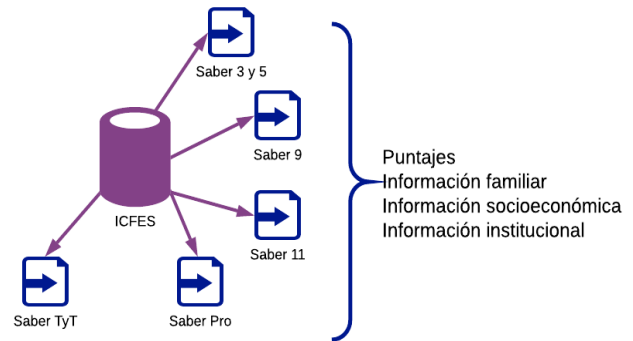 Saber 3 y 5
Saber 9
ICFES
Saber 11
Saber TyT
Saber Pro
Puntajes
Información familiar
Información socioeconómica
Información institucional